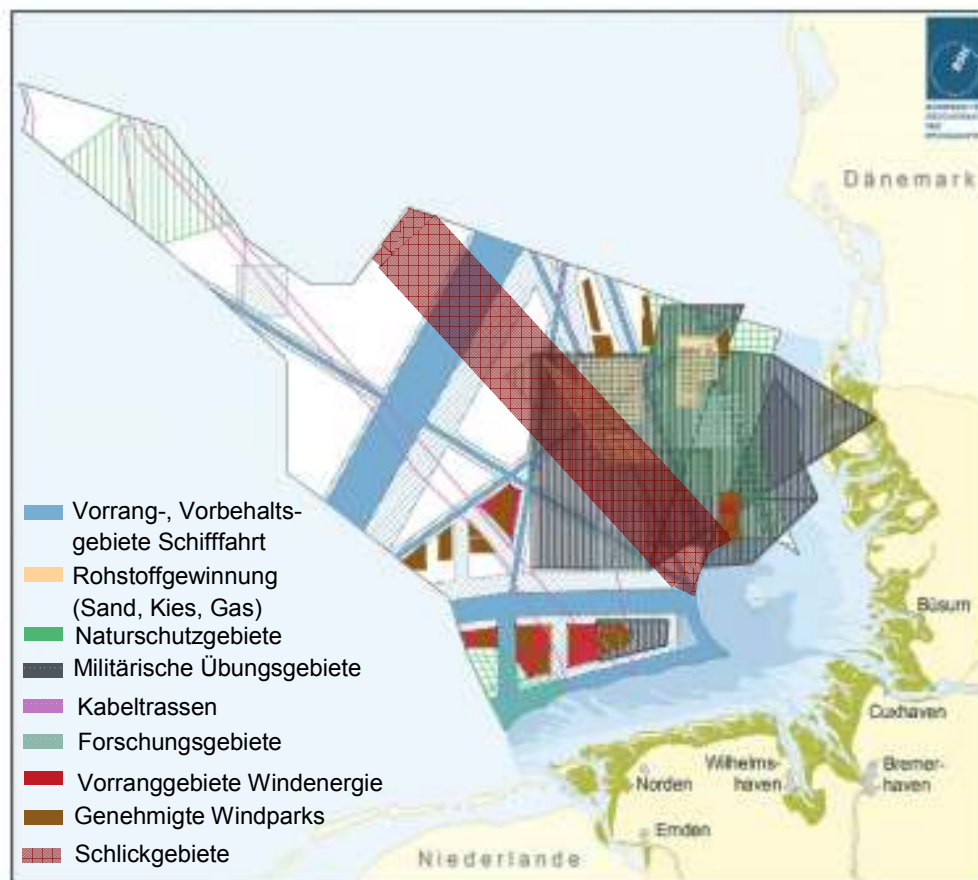 BSH
Dänemark
Vorrang-, Vorbehalts-
gebiete Schifffahrt
Rohstoffgewinnung
(Sand, Kies, Gas)
Naturschutzgebiete
Militärische Übungsgebiete
Kabeltrassen
Forschungsgebiete
Vorranggebiete Windenergie
Genehmigte Windparks
Schlickgebiete
Büsum
Cuxhaven
Wilhelms-
haven
Bremer-
haven
Norden
Emden
Niederlande